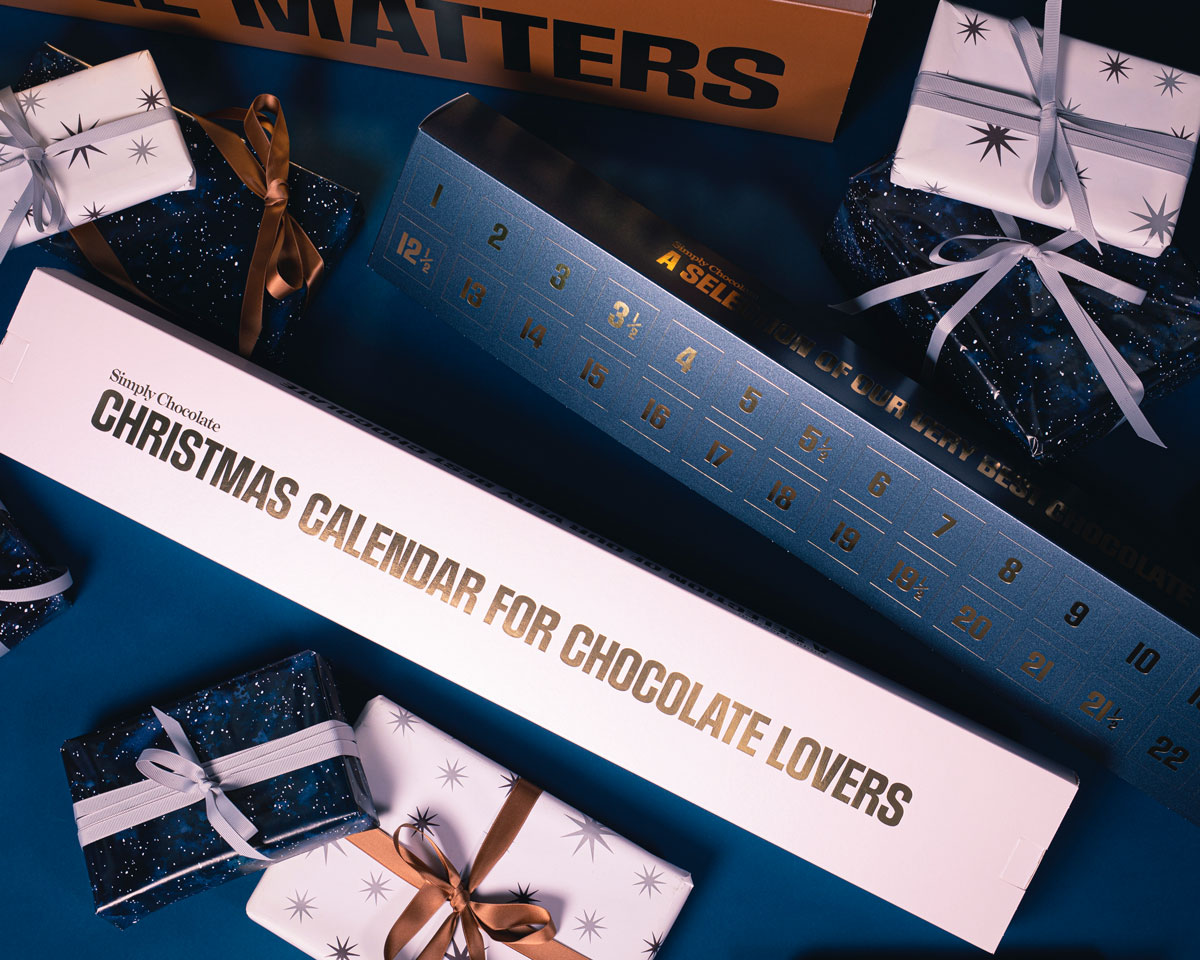 MATTERS
Simply Chocolate
A SELECTION OF OUR VERY BEST CHOCOLATE
1 2 3 3½ 4 5 5½ 6 7 8 9 10
12½ 13 14 15 16 17 18 19 19½ 20 21 21½ 22
Simply Chocolate
CHRISTMAS CALENDAR FOR CHOCOLATE LOVERS